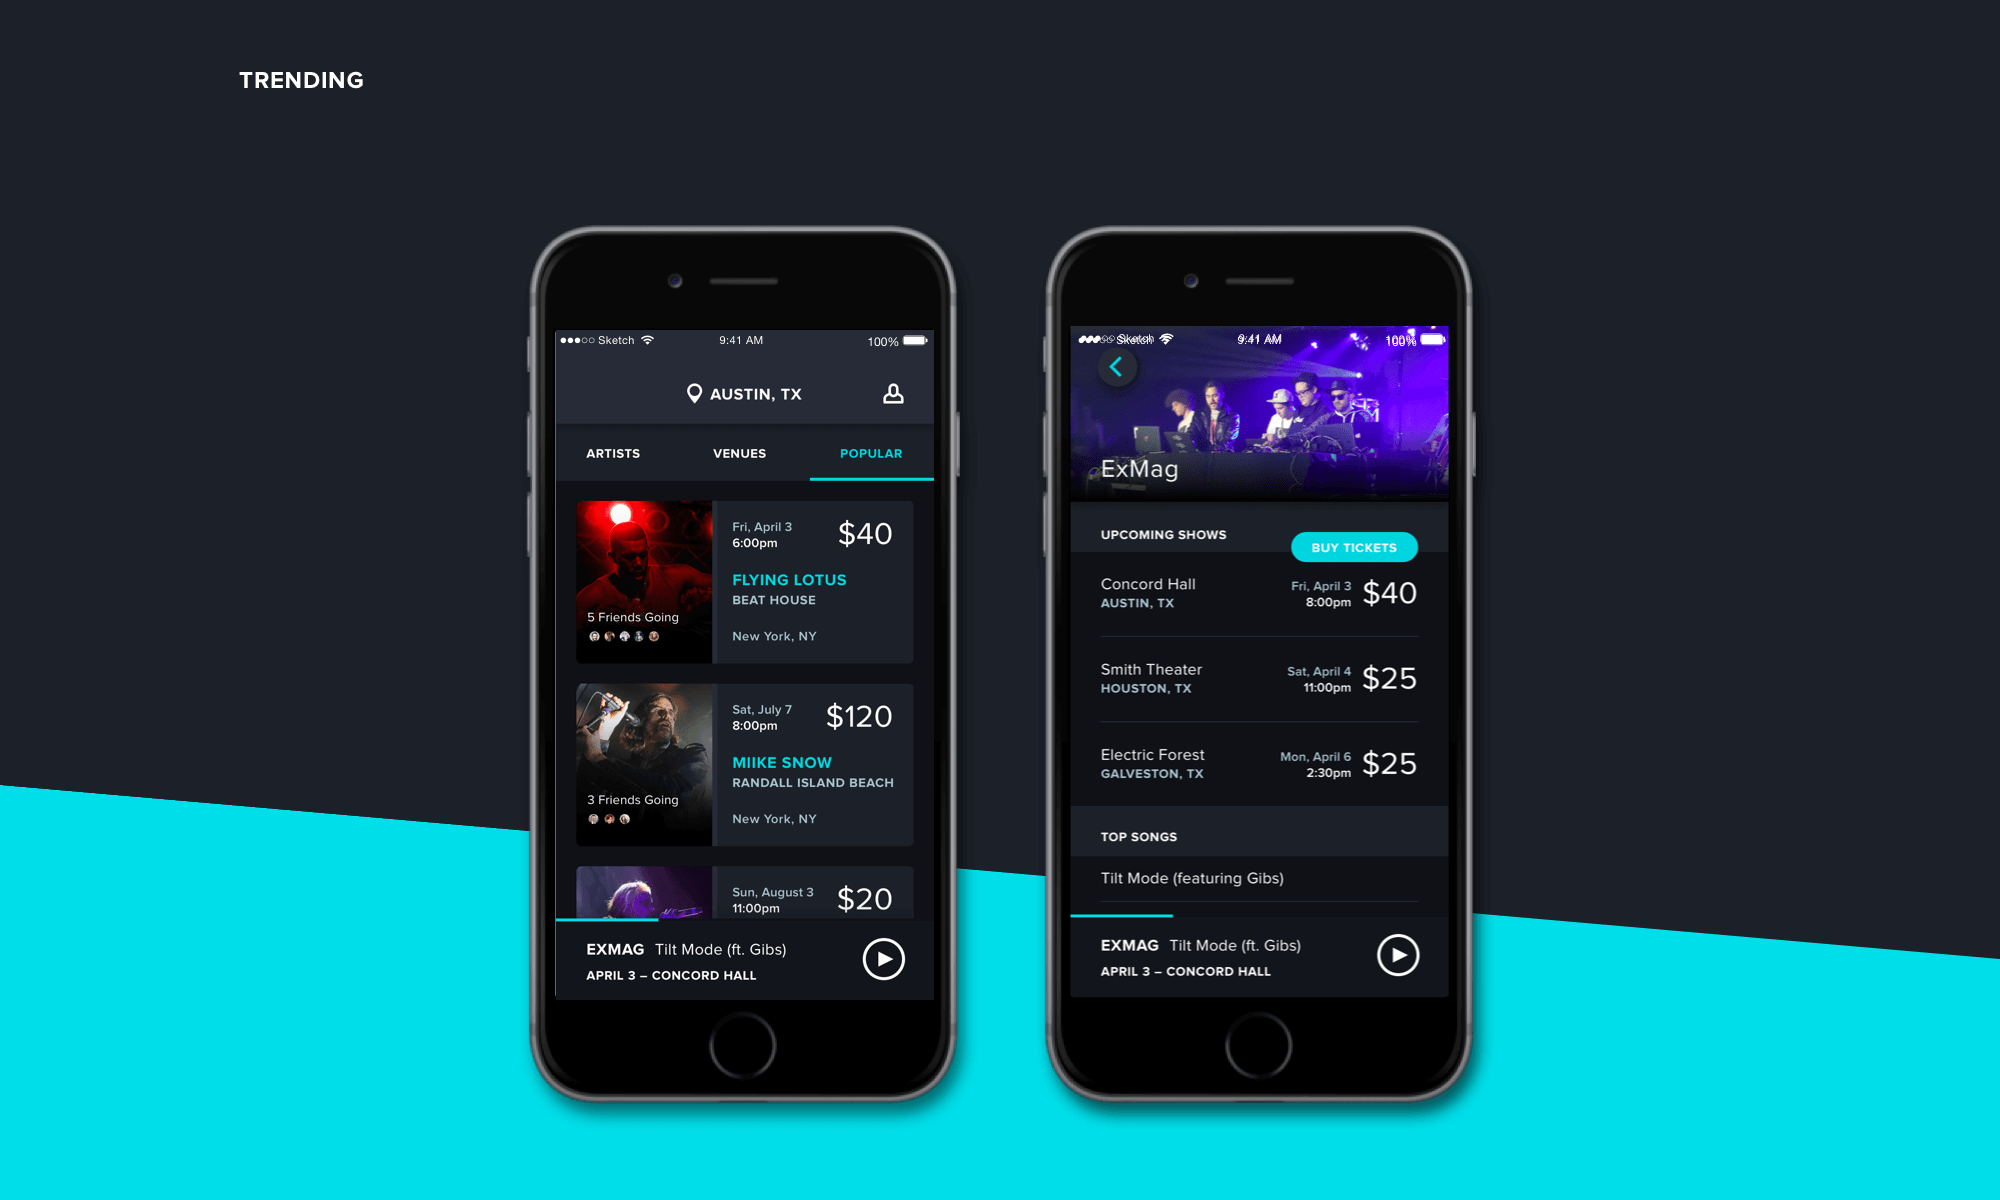 TRENDING
Sketch 9:41 AM 100%
AUSTIN, TX
ARTISTS VENUES POPULAR
Fri, April 3 $40
6:00pm
FLYING LOTUS
BEAT HOUSE
5 Friends Going
New York, NY
Sat, July 7 $120
8:00pm
MIIKE SNOW
RANDALL ISLAND BEACH
3 Friends Going
New York, NY
Sun, August 3 $20
11:00pm
EXMAG Tilt Mode (ft. Gibs)
APRIL 3 – CONCORD HALL
Sketch 9:41 AM 100%
ExMag
UPCOMING SHOWS
BUY TICKETS
Concord Hall Fri, April 3 $40
AUSTIN, TX 8:00pm
Smith Theater Sat, April 4 $25
HOUSTON, TX 11:00pm
Electric Forest Mon, April 6 $25
GALVESTON, TX 2:30pm
TOP SONGS
Tilt Mode (featuring Gibs)
EXMAG Tilt Mode (ft. Gibs)
APRIL 3 – CONCORD HALL